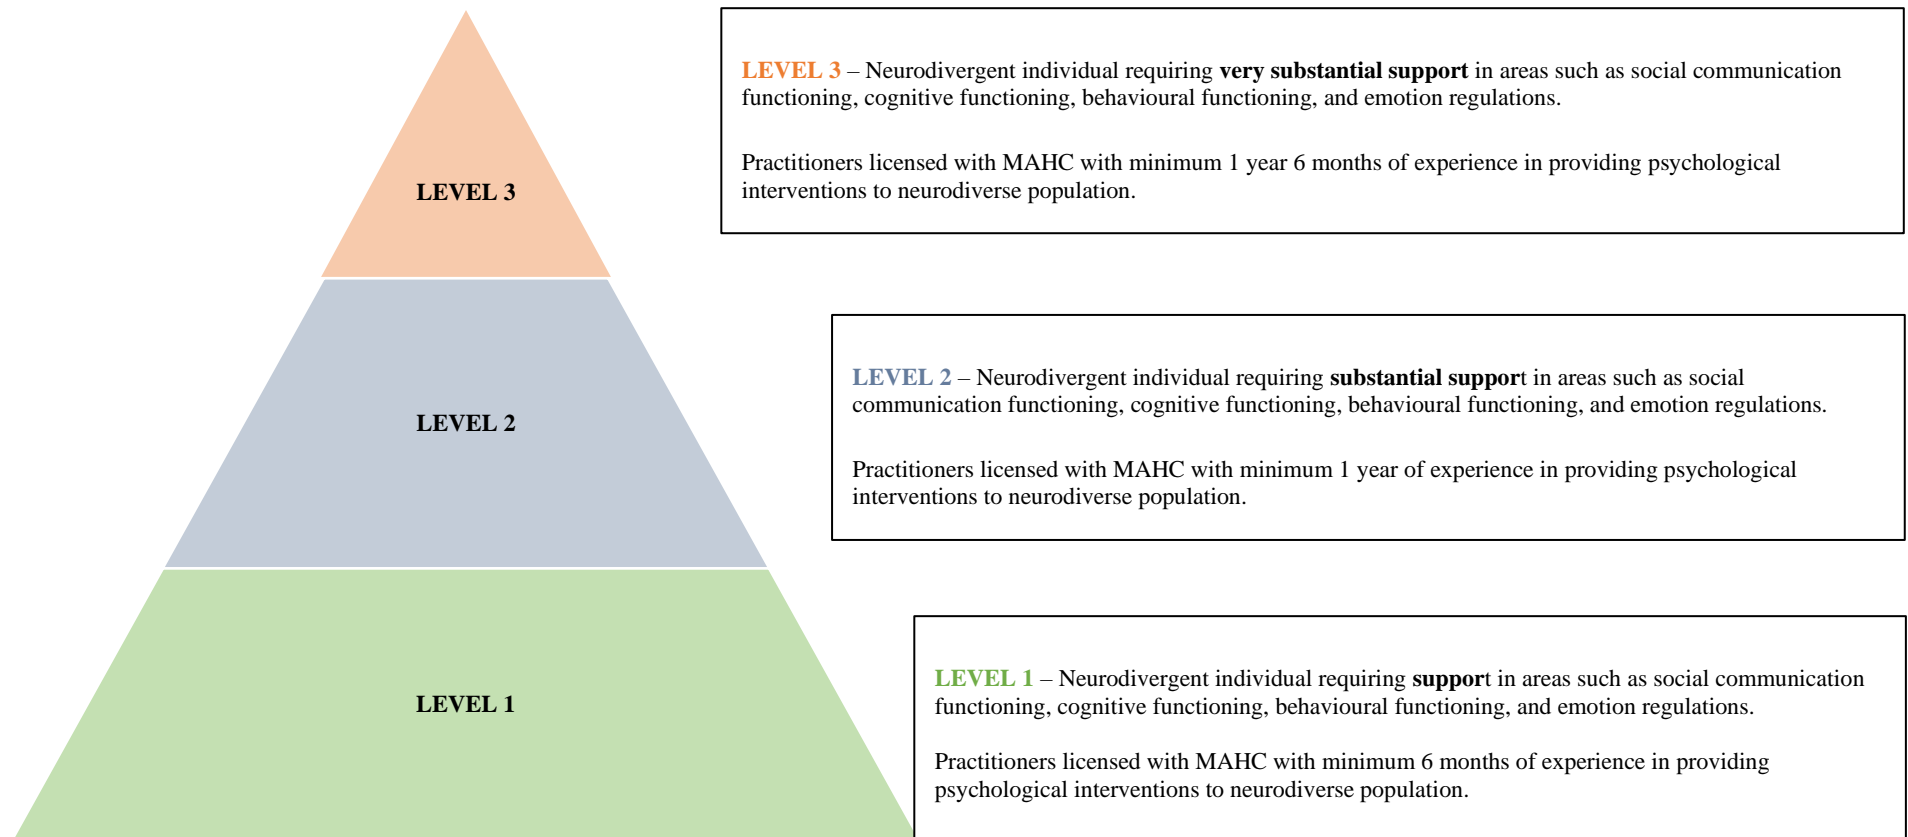 LEVEL 3
LEVEL 3 – Neurodivergent individual requiring very substantial support in areas such as social communication
functioning, cognitive functioning, behavioural functioning, and emotion regulations.
Practitioners licensed with MAHC with minimum 1 year 6 months of experience in providing psychological
interventions to neurodiverse population.
LEVEL 2
LEVEL 2 – Neurodivergent individual requiring substantial support in areas such as social
communication functioning, cognitive functioning, behavioural functioning, and emotion regulations.
Practitioners licensed with MAHC with minimum 1 year of experience in providing psychological
interventions to neurodiverse population.
LEVEL 1
LEVEL 1 – Neurodivergent individual requiring support in areas such as social communication
functioning, cognitive functioning, behavioural functioning, and emotion regulations.
Practitioners licensed with MAHC with minimum 6 months of experience in providing
psychological interventions to neurodiverse population.